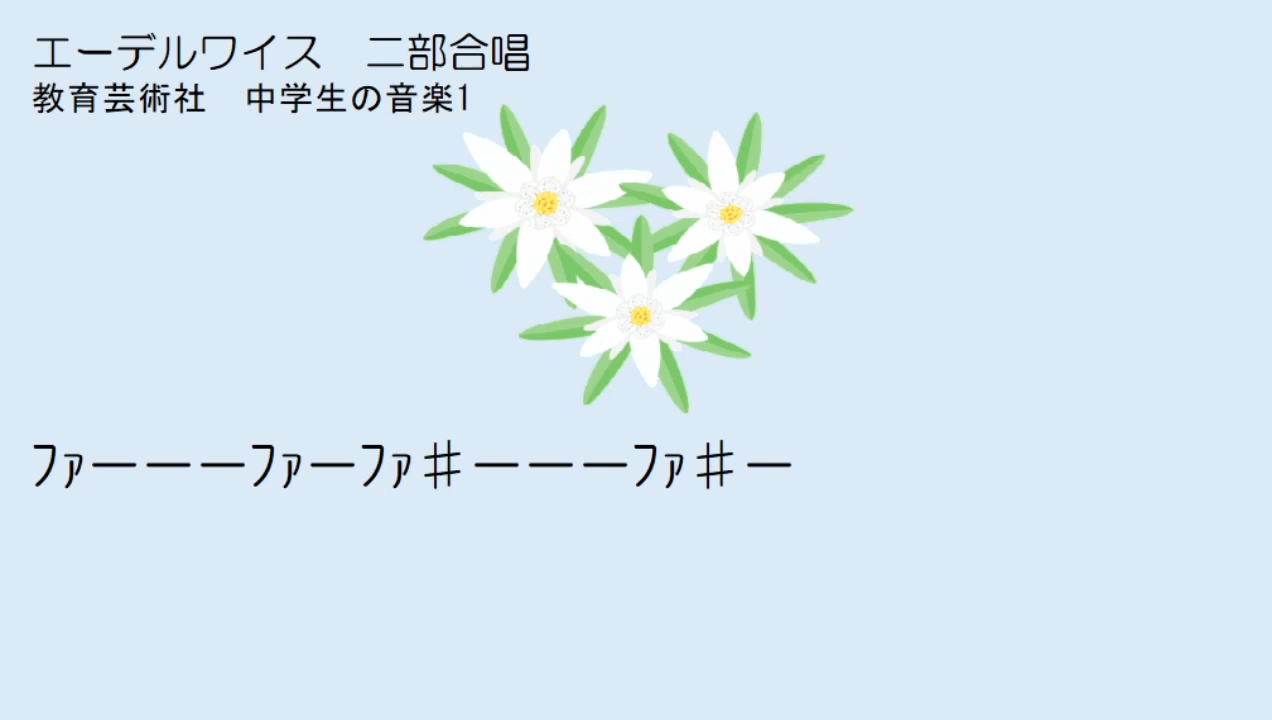 エーデルワイス　二部合唱
教育芸術社　中学生の音楽1
ﾌｧーーーﾌｧーﾌｧ♯ーーーﾌｧ♯ー